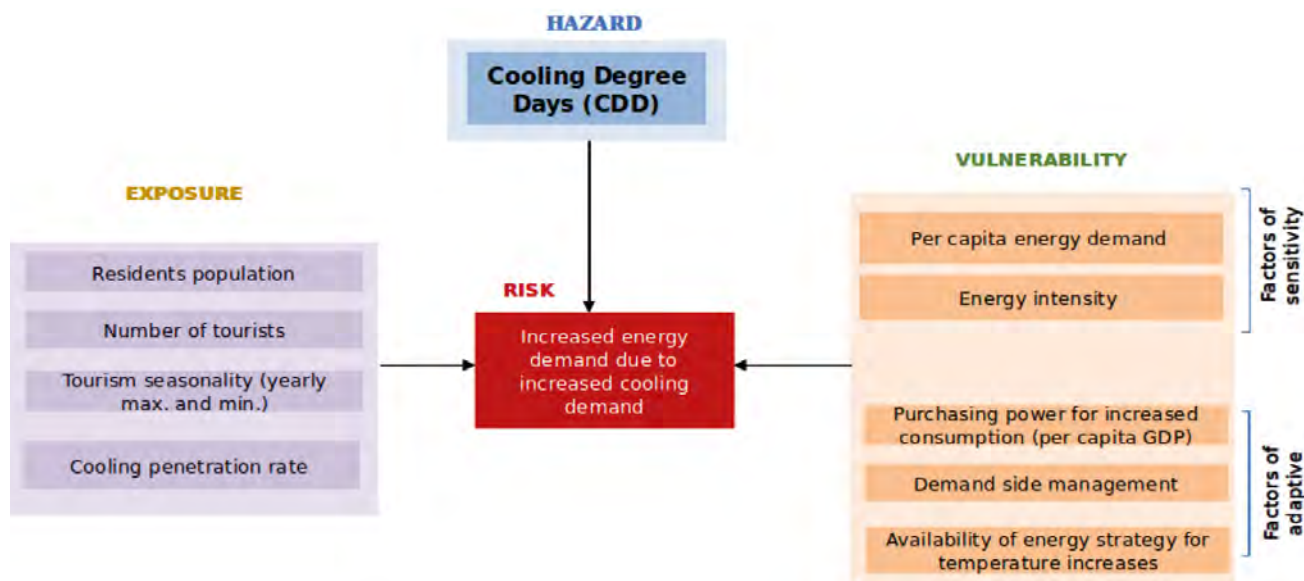 HAZARD
Cooling Degree
Days (CDD)
EXPOSURE
Residents population
Number of tourists
Tourism seasonality (yearly
max. and min.)
Cooling penetration rate
RISK
Increased energy
demand due to
increased cooling
demand
VULNERABILITY
Per capita energy demand
Energy intensity
Factors of
sensitivity
Purchasing power for increased
consumption (per capita GDP)
Demand side management
Availability of energy strategy for
temperature increases
Factors of
adaptive